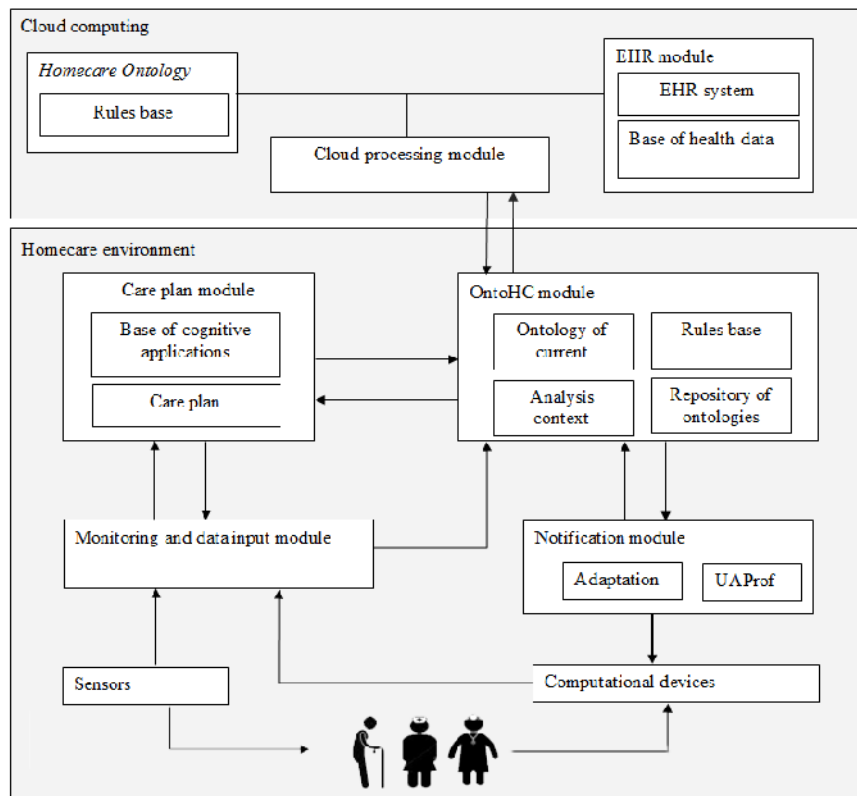 Cloud computing
Homecare Ontology
Rules base
EHR module
EHR system
Base of health data
Cloud processing module
Homecare environment
Care plan module
Base of cognitive
applications
Care plan
OntoHC module
Ontology of
current
Rules base
Analysis
context
Repository of
ontologies
Monitoring and data input module
Notification module
Adaptation
UAProf
Sensors
Computational devices